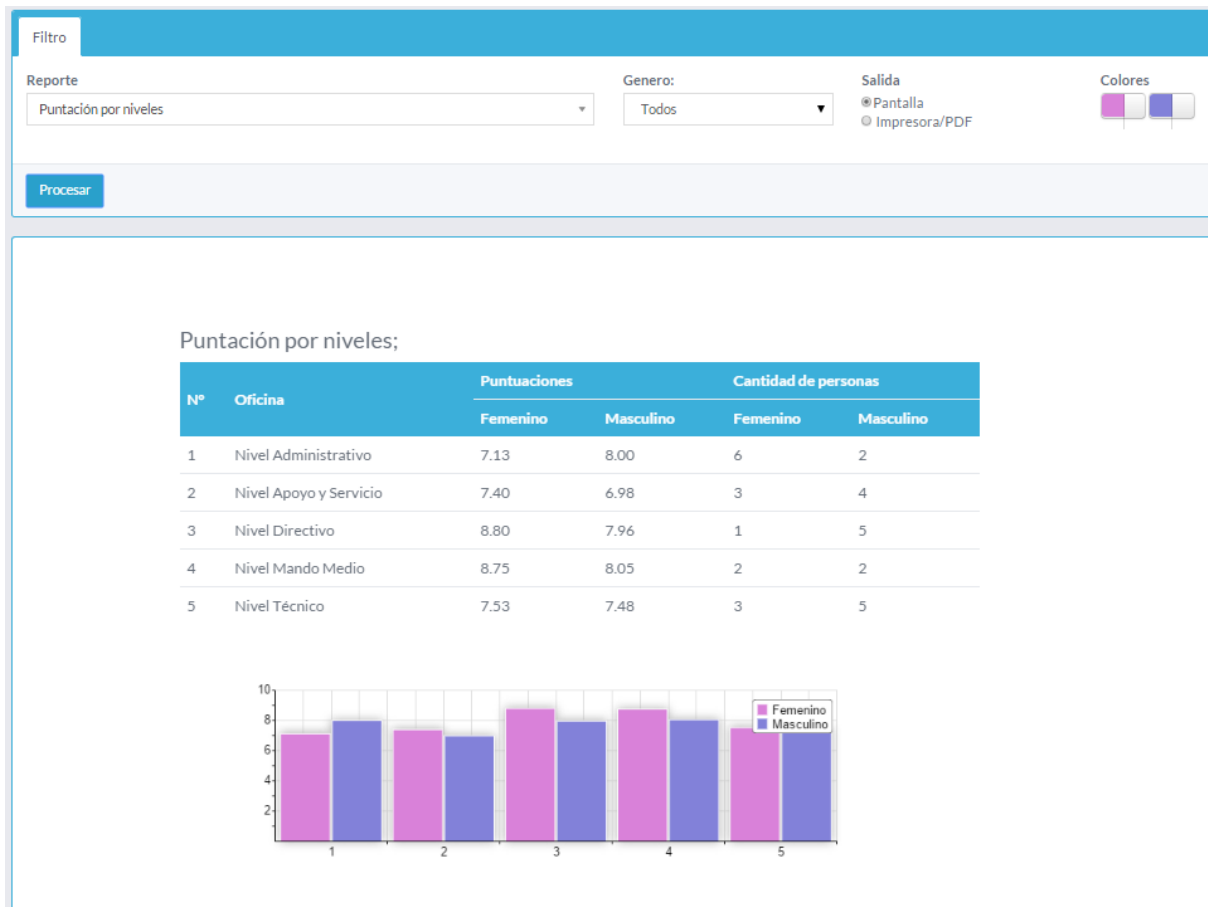 Filtro
Reporte Genero: Salida Colores
Puntación por niveles Todos Pantalla
Impresora/PDF
Procesar
Puntación por niveles;
Nº Oficina Puntuaciones Cantidad de personas
Femenino Masculino Femenino Masculino
1 Nivel Administrativo 7.13 8.00 6 2
2 Nivel Apoyo y Servicio 7.40 6.98 3 4
3 Nivel Directivo 8.80 7.96 1 5
4 Nivel Mando Medio 8.75 8.05 2 2
5 Nivel Técnico 7.53 7.48 3 5
10
8
6
4
2
Femenino
Masculino
1 2 3 4 5